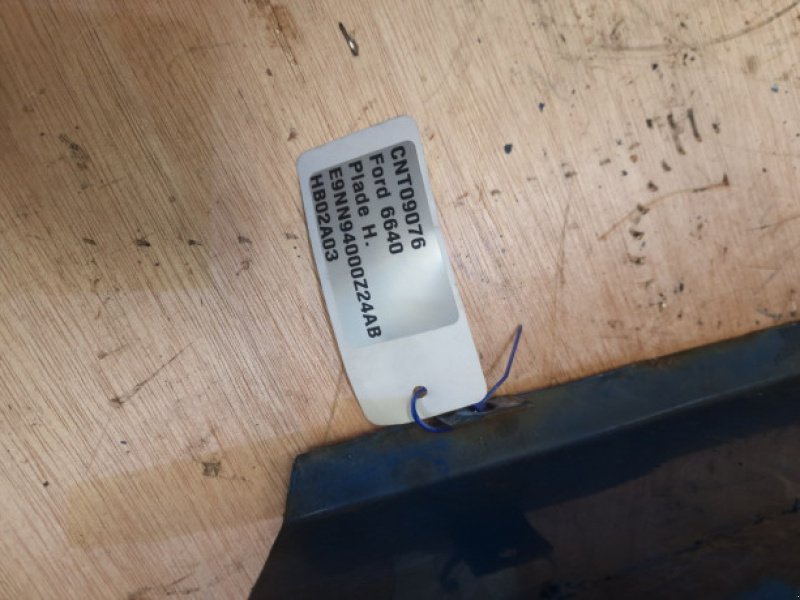 CNT09076
Ford 6640
Plade H.
E9NN94000Z24AB
HB02A03